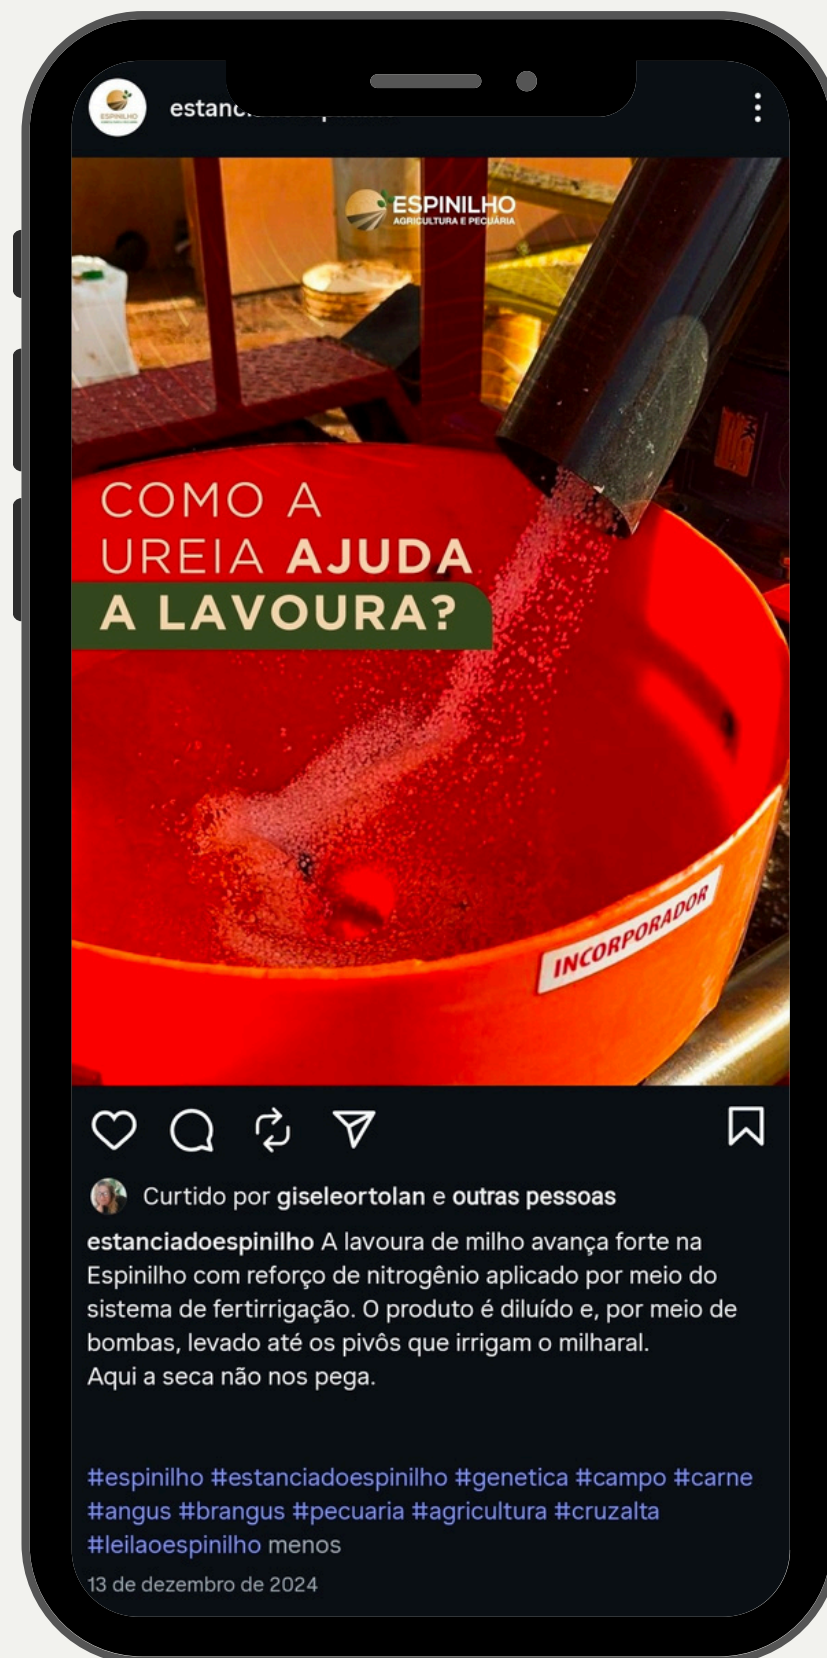 ESPINILHO
AGRICULTURA E PECUÁRIA
COMO A
UREIA AJUDA
A LAVOURA?
INCORPORADOR
Curtido por giseleortolan e outras pessoas
estanciadoespinilho A lavoura de milho avança forte na
Espinilho com reforço de nitrogênio aplicado por meio do
sistema de fertirrigação. O produto é diluído e, por meio de
bombas, levado até os pivôs que irrigam o milharal.
Aqui a seca não nos pega.
#espinilho #estanciadoespinilho #genetica #campo #carne
#angus #brangus #pecuaria #agricultura #cruzalta
#leilaoespinilho menos
13 de dezembro de 2024